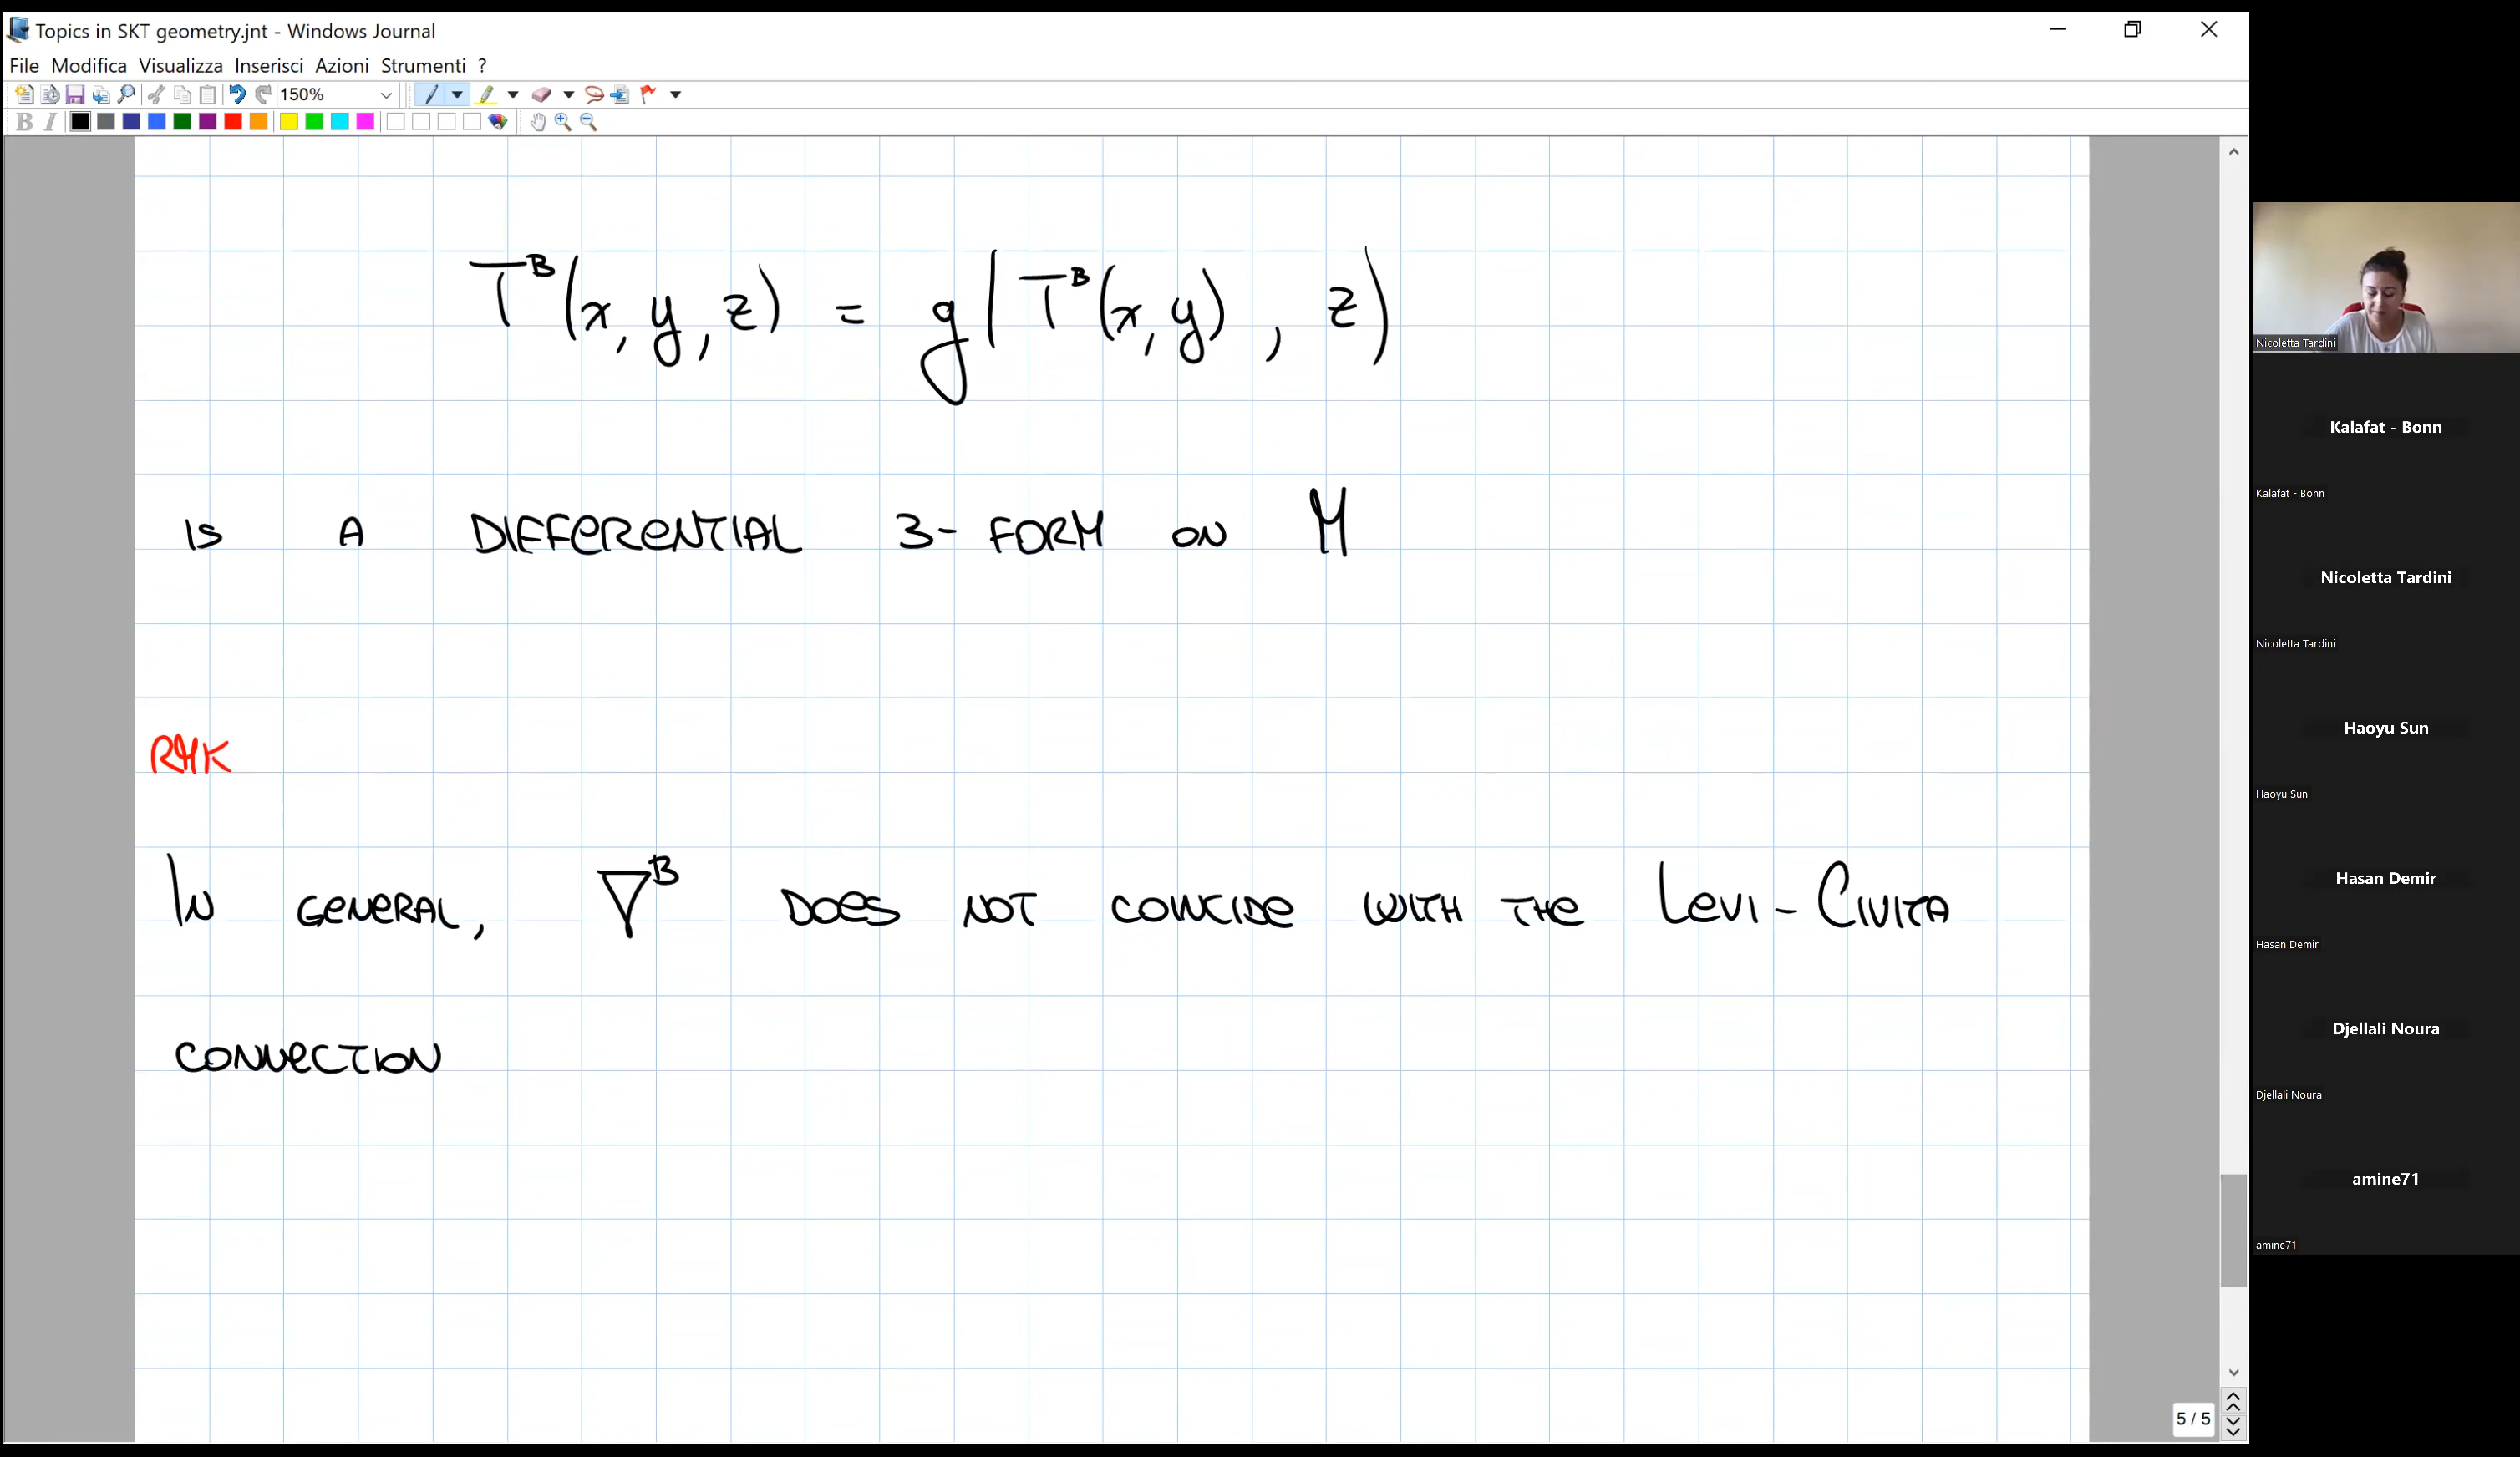 Topics in SKT geometry.jnt - Windows Journal
File Modifica Visualizza Inserisci Azioni Strumenti ?
150%
B I
T^B(x, y, z) = g(T^B(x, y), z)
IS A DIFFERENTIAL 3-FORM ON M
RMK
IN GENERAL, ∇^B DOES NOT COINCIDE WITH THE LEVI-CIVITA
CONNECTION
5 / 5
Nicoletta Tardini
Kalafat - Bonn
Kalafat - Bonn
Nicoletta Tardini
Nicoletta Tardini
Haoyu Sun
Haoyu Sun
Hasan Demir
Hasan Demir
Djellali Noura
Djellali Noura
amine71
amine71